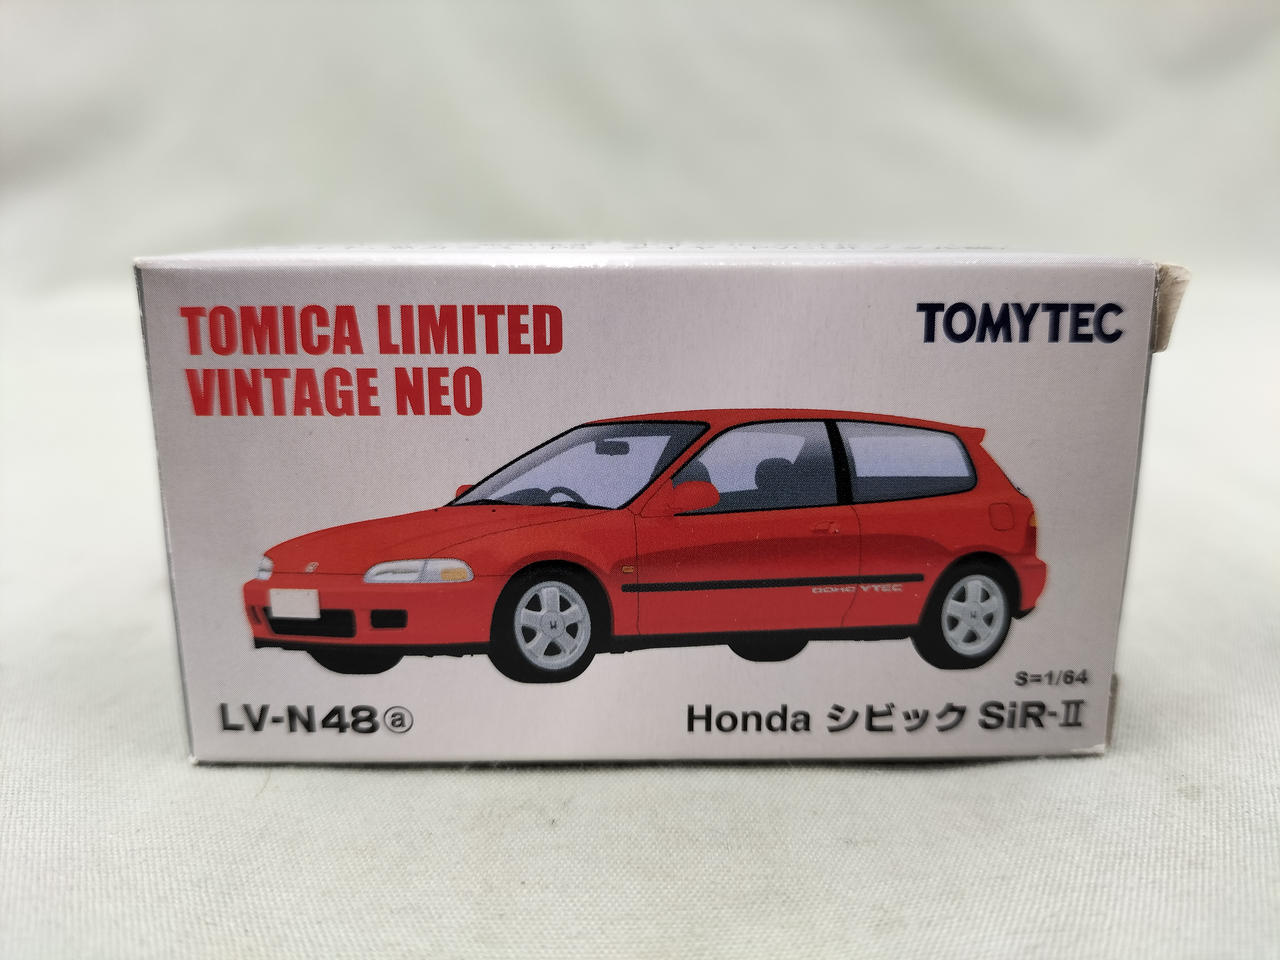 TOMICA LIMITED
VINTAGE NEO
TOMYTEC
DOHC VTEC
S=1/64
LV-N48ⓐ
Honda シビック SiR-Ⅱ